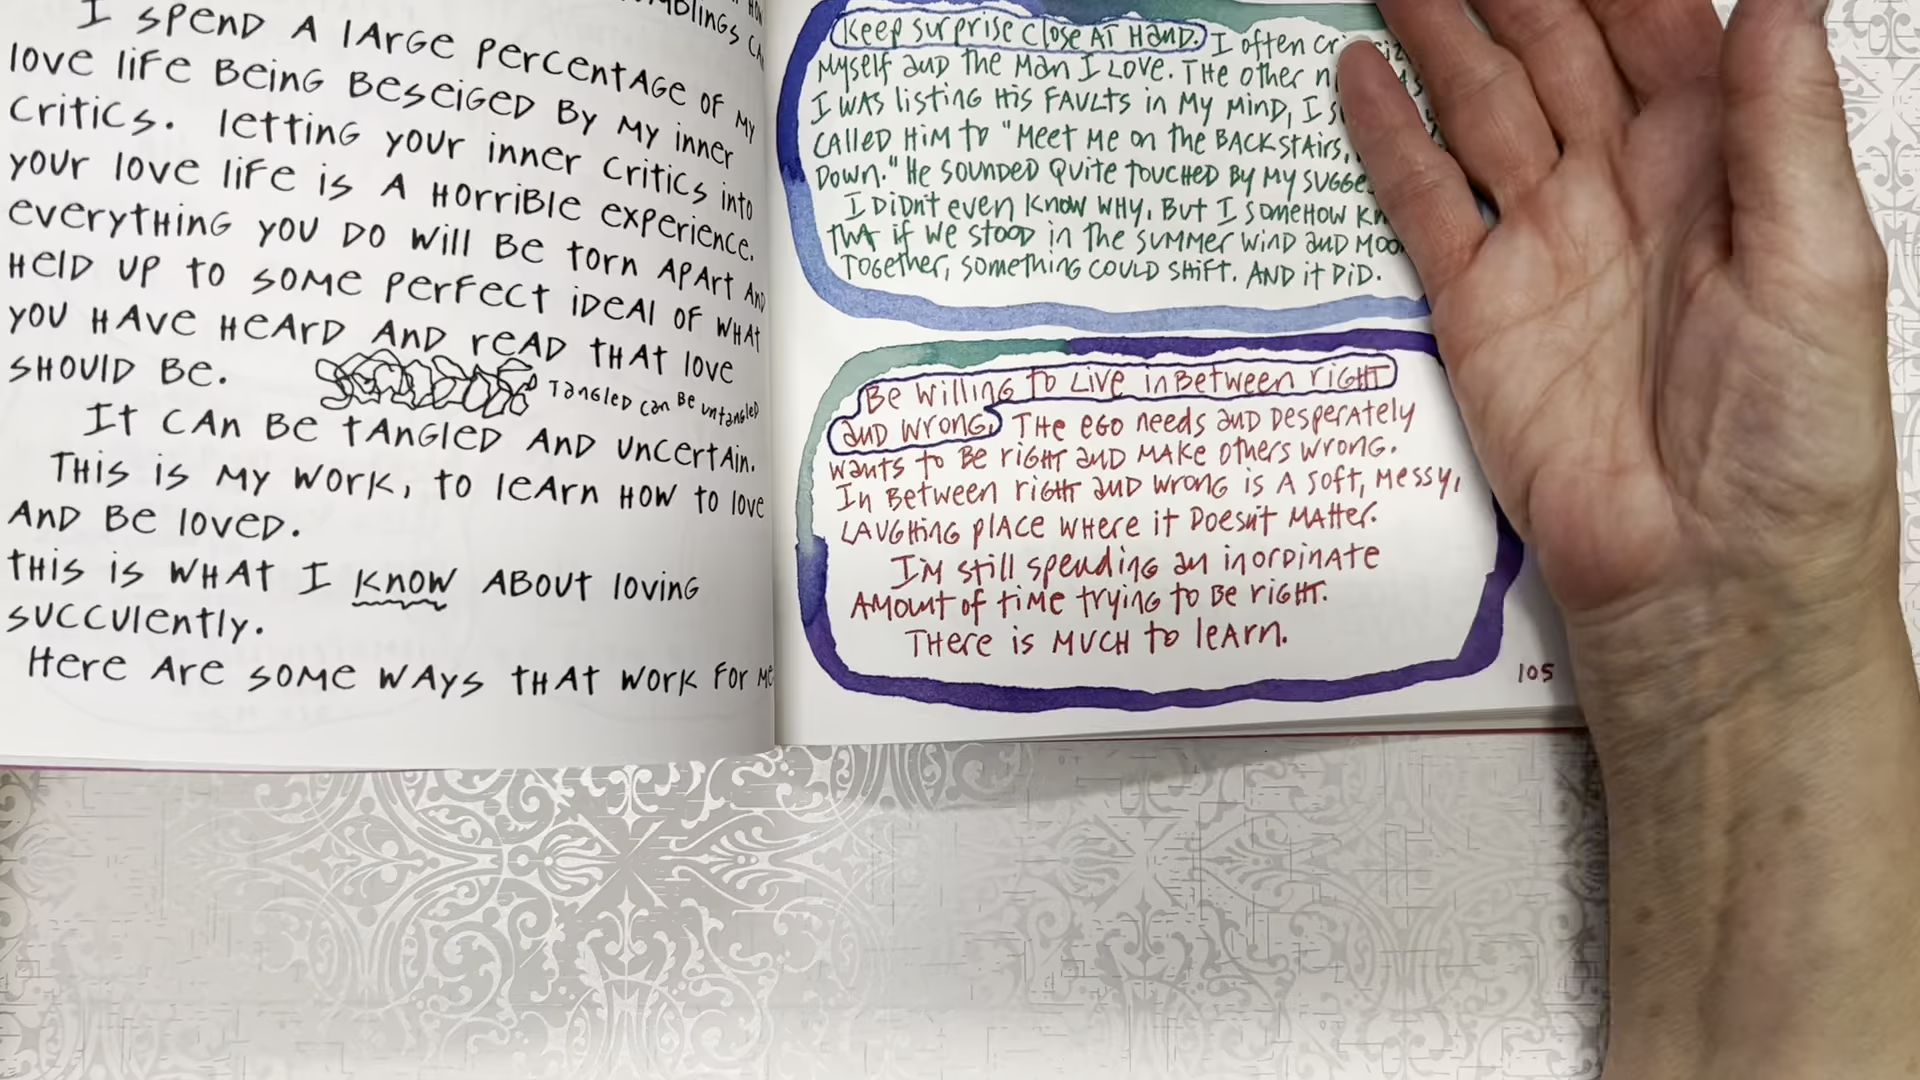 I SPEND A LARGE PERCENTAGE OF MY
LOVE LIFE BEING BESEIGED BY MY INNER
CRITICS. LETTING YOUR INNER CRITICS INTO
YOUR LOVE LIFE IS A HORRIBLE EXPERIENCE.
EVERYTHING YOU DO WILL BE TORN APART AND
HELD UP TO SOME PERFECT IDEAL OF WHAT
YOU HAVE HEARD AND READ THAT LOVE
SHOULD BE.
TANGLED CAN BE UNTANGLED
IT CAN BE TANGLED AND UNCERTAIN.
THIS IS MY WORK, TO LEARN HOW TO LOVE
AND BE LOVED.
THIS IS WHAT I KNOW ABOUT LOVING
SUCCULENTLY.
HERE ARE SOME WAYS THAT WORK FOR ME
KEEP SURPRISE CLOSE AT HAND. I OFTEN
MYSELF AND THE MAN I LOVE. THE OTHER
I WAS LISTING HIS FAULTS IN MY MIND, I
CALLED HIM TO "MEET ME ON THE BACK STAIRS,
DOWN." HE SOUNDED QUITE TOUCHED BY MY
I DIDN'T EVEN KNOW WHY, BUT I SOMEHOW
THAT IF WE STOOD IN THE SUMMER WIND AND
TOGETHER, SOMETHING COULD SHIFT. AND IT DID.
BE WILLING TO LIVE INBETWEEN RIGHT
AND WRONG. THE EGO NEEDS AND DESPERATELY
WANTS TO BE RIGHT AND MAKE OTHERS WRONG.
IN BETWEEN RIGHT AND WRONG IS A SOFT, MESSY,
LAUGHING PLACE WHERE IT DOESN'T MATTER.
I'M STILL SPENDING AN INORDINATE
AMOUNT OF TIME TRYING TO BE RIGHT.
THERE IS MUCH TO LEARN.
105